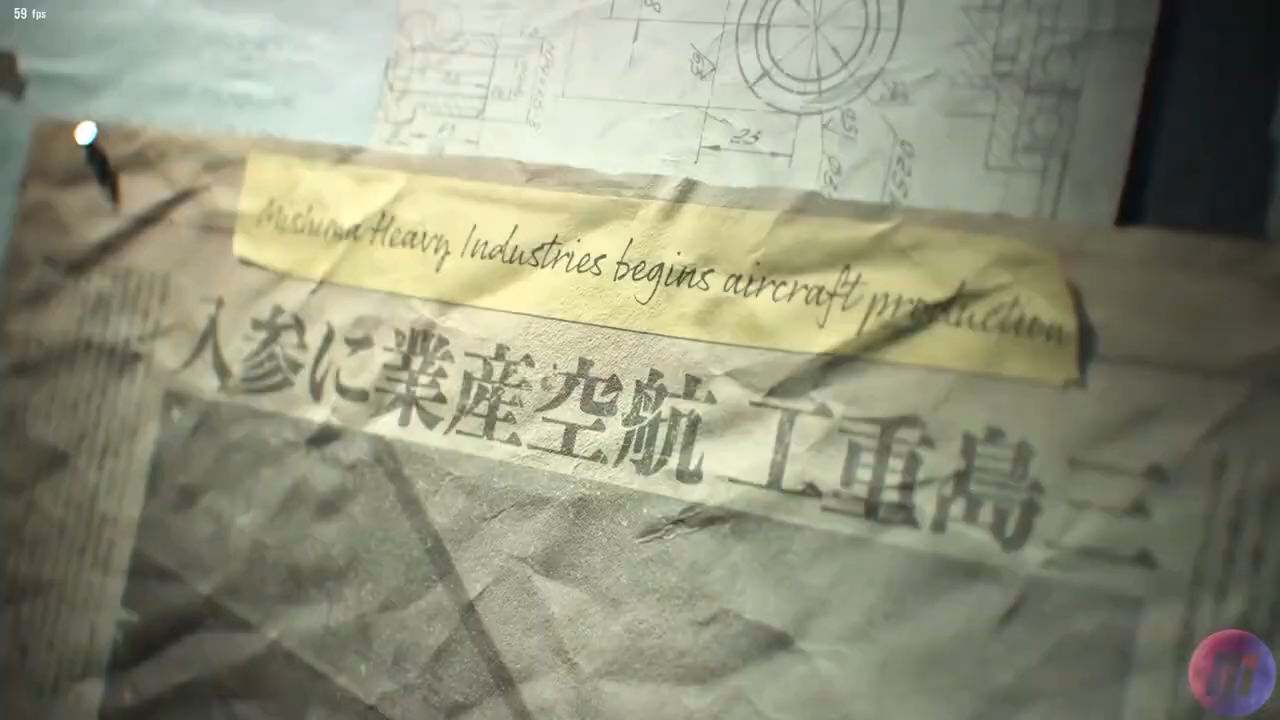 59 fps
25
Mishima Heavy Industries begins aircraft production
三島重工 航空産業に参入